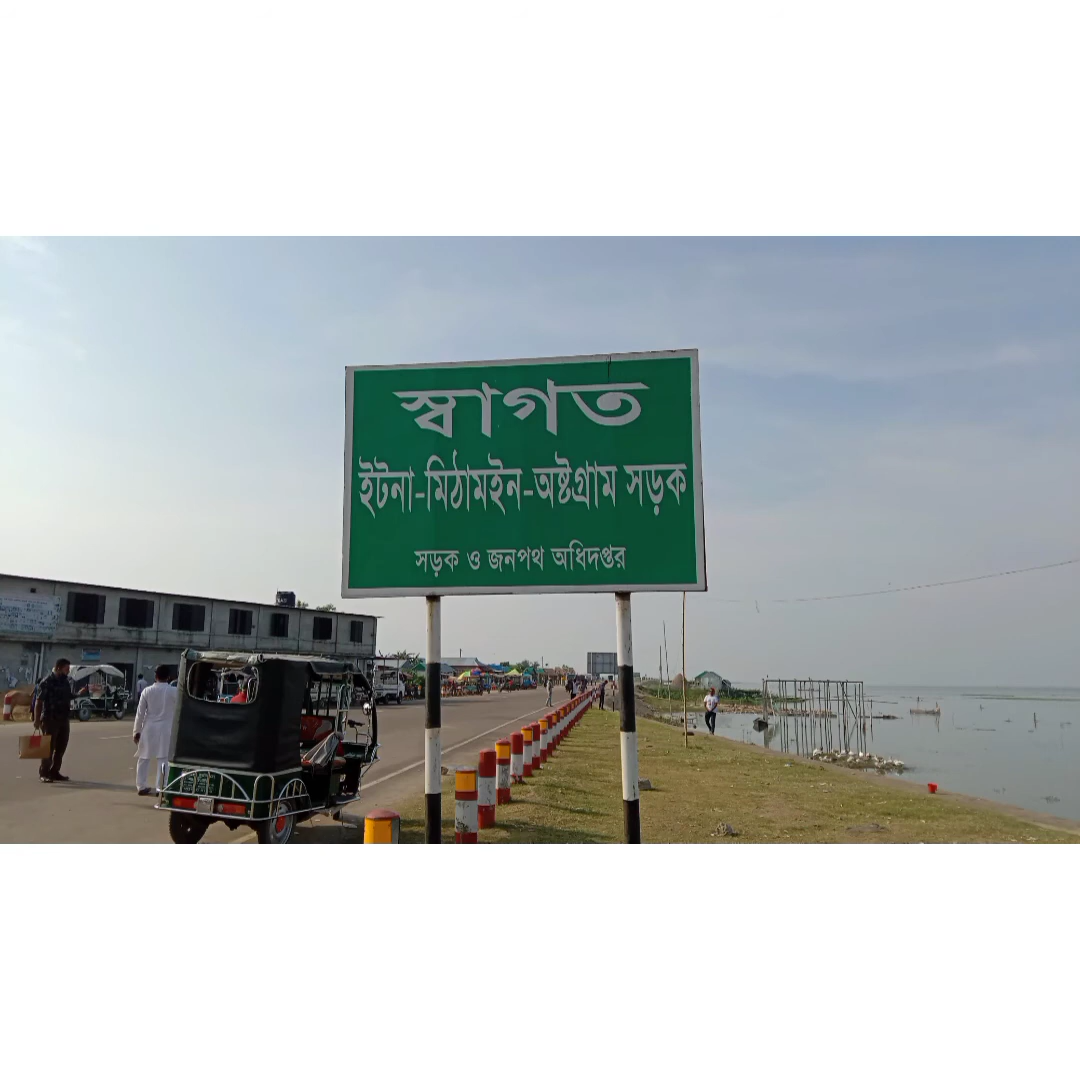 স্বাগত
ইটনা-মিঠামইন-অষ্টগ্রাম সড়ক
সড়ক ও জনপথ অধিদপ্তর